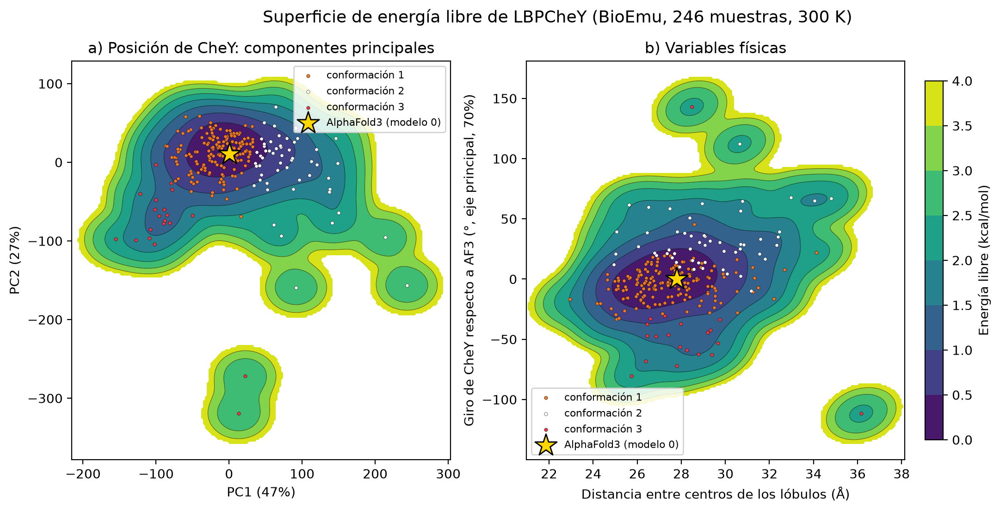 Superficie de energía libre de LBPCheY (BioEmu, 246 muestras, 300 K)
a) Posición de CheY: componentes principales
conformación 1
conformación 2
conformación 3
AlphaFold3 (modelo 0)
100
0
−100
−200
−300
PC2 (27%)
−200
−100
0
100
200
300
PC1 (47%)
b) Variables físicas
150
100
50
0
−50
−100
Giro de CheY respecto a AF3 (°, eje principal, 70%)
conformación 1
conformación 2
conformación 3
AlphaFold3 (modelo 0)
22
24
26
28
30
32
34
36
38
Distancia entre centros de los lóbulos (Å)
4.0
3.5
3.0
2.5
2.0
1.5
1.0
0.5
0.0
Energía libre (kcal/mol)